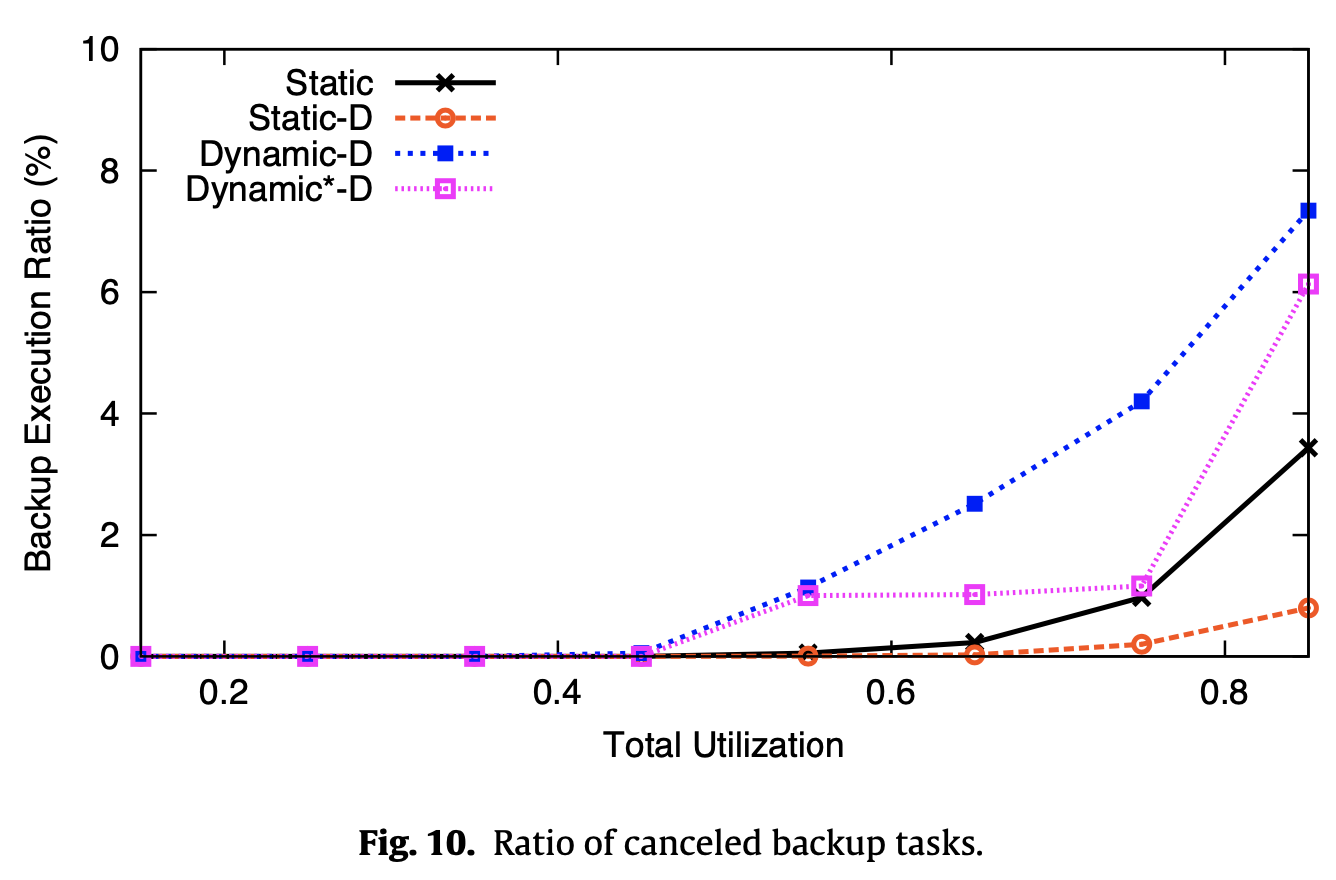 10
8
6
4
2
0
Backup Execution Ratio (%)
Static
Static-D
Dynamic-D
Dynamic*-D
0.2 0.4 0.6 0.8
Total Utilization
Fig. 10. Ratio of canceled backup tasks.